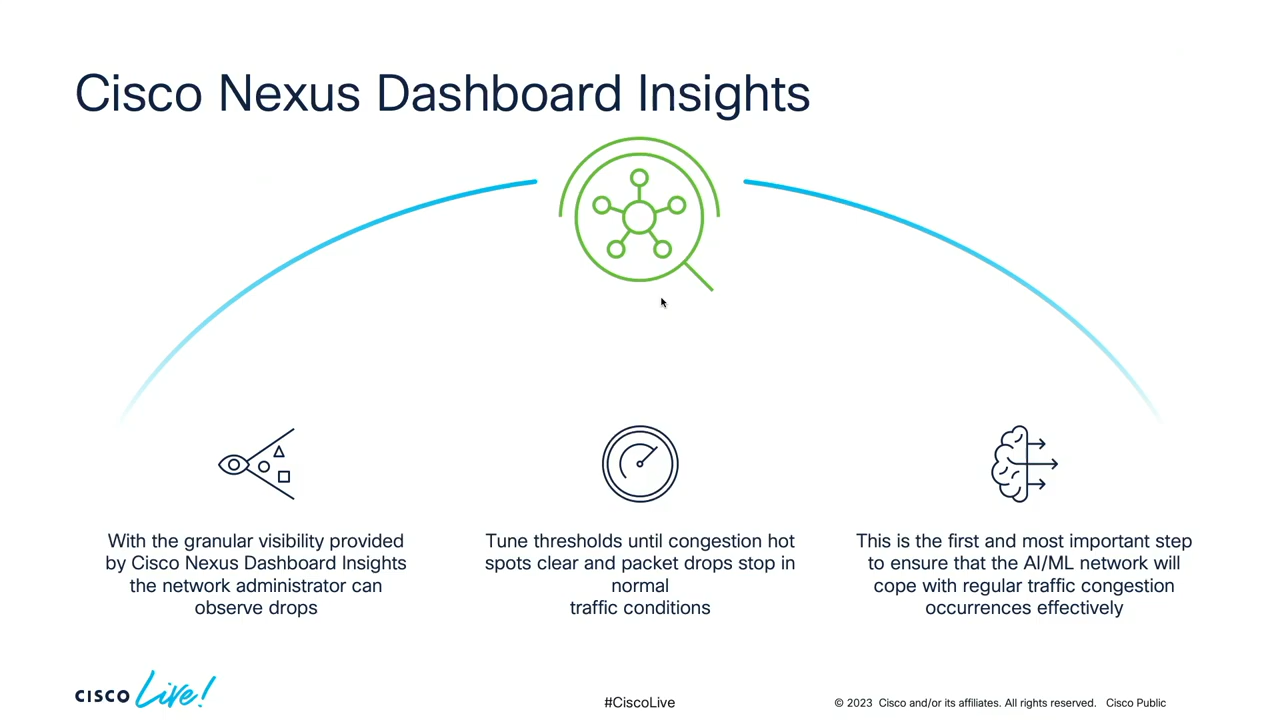 Cisco Nexus Dashboard Insights
With the granular visibility provided
by Cisco Nexus Dashboard Insights
the network administrator can
observe drops
Tune thresholds until congestion hot
spots clear and packet drops stop in
normal
traffic conditions
This is the first and most important step
to ensure that the AI/ML network will
cope with regular traffic congestion
occurrences effectively
CISCO Live!
#CiscoLive
© 2023 Cisco and/or its affiliates. All rights reserved. Cisco Public